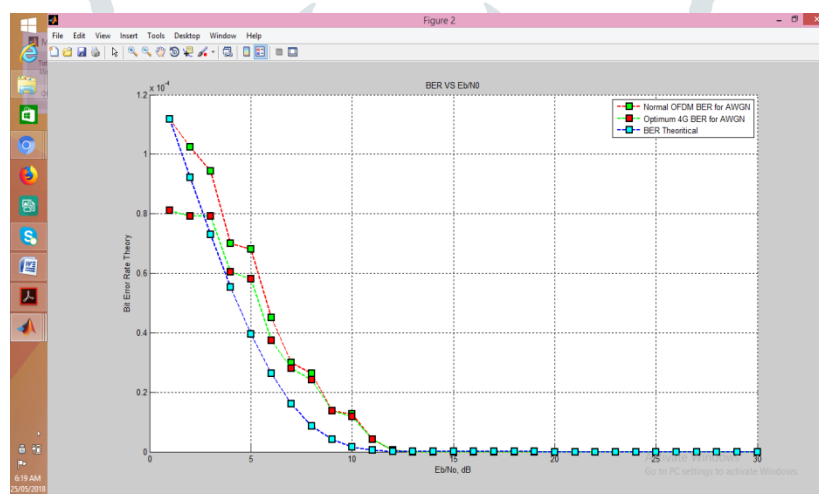 Figure 2
File Edit View Insert Tools Desktop Window Help
BER VS Eb/N0
x 10^-4
1.2
1
0.8
0.6
0.4
0.2
0
Bit Error Rate Theory
Normal OFDM BER for AWGN
Optimum 4G BER for AWGN
BER Theoritical
0 5 10 15 20 25 30
Eb/No, dB
Activate Windows
Go to PC settings to activate Windows.
6:19 AM
25/05/2018